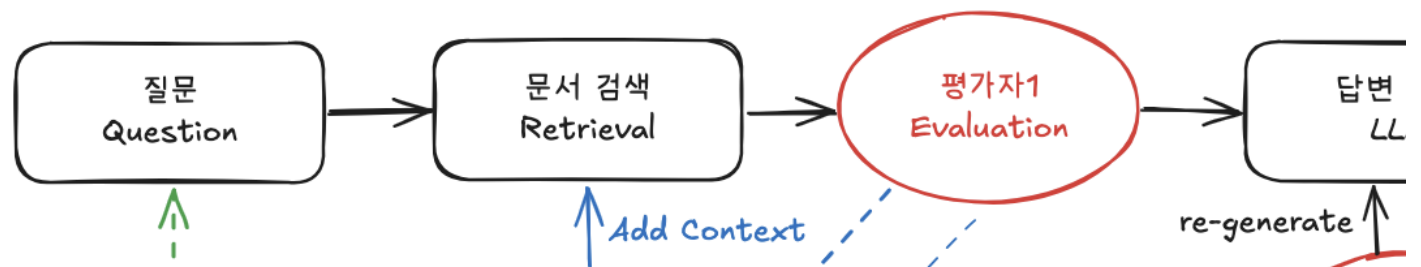 질문
Question
문서 검색
Retrieval
평가자1
Evaluation
답변
Add Context
re-generate